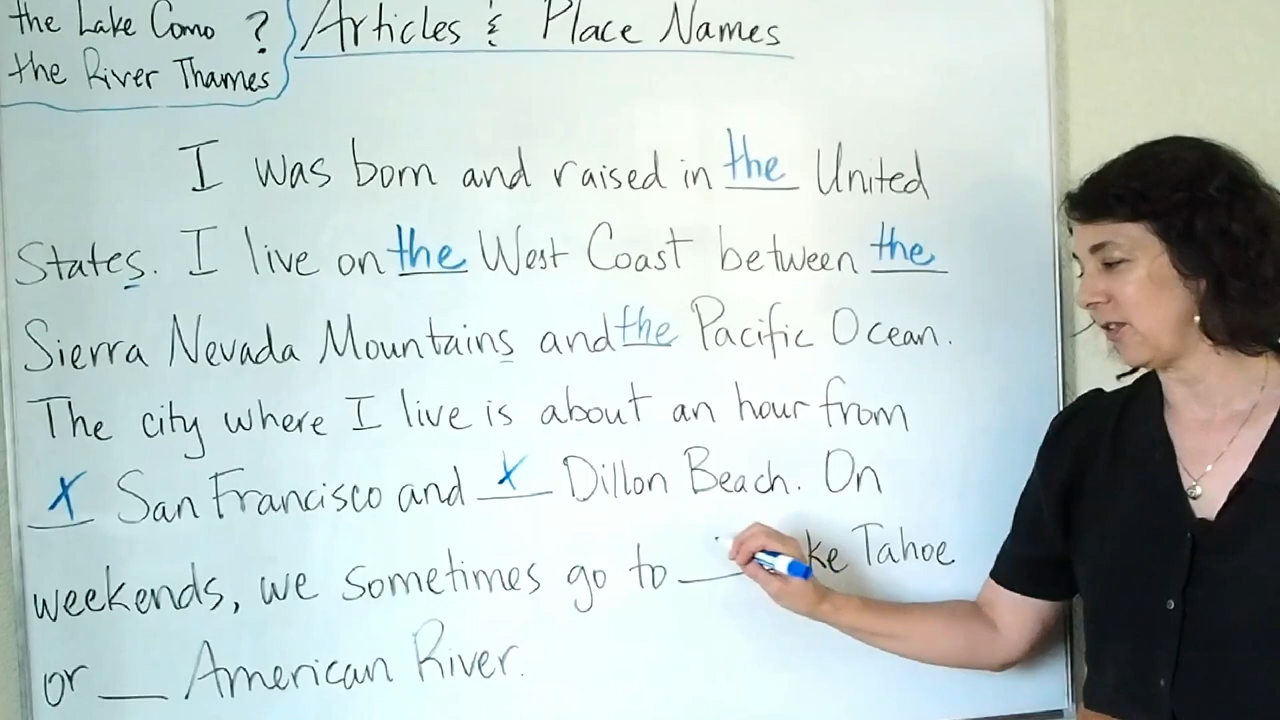 the Lake Como ? Articles & Place Names
the River Thames
I was born and raised in the United
States. I live on the West Coast between the
Sierra Nevada Mountains and the Pacific Ocean.
The city where I live is about an hour from
x San Francisco and x Dillon Beach. On
weekends, we sometimes go to ___ ke Tahoe
or ___ American River.